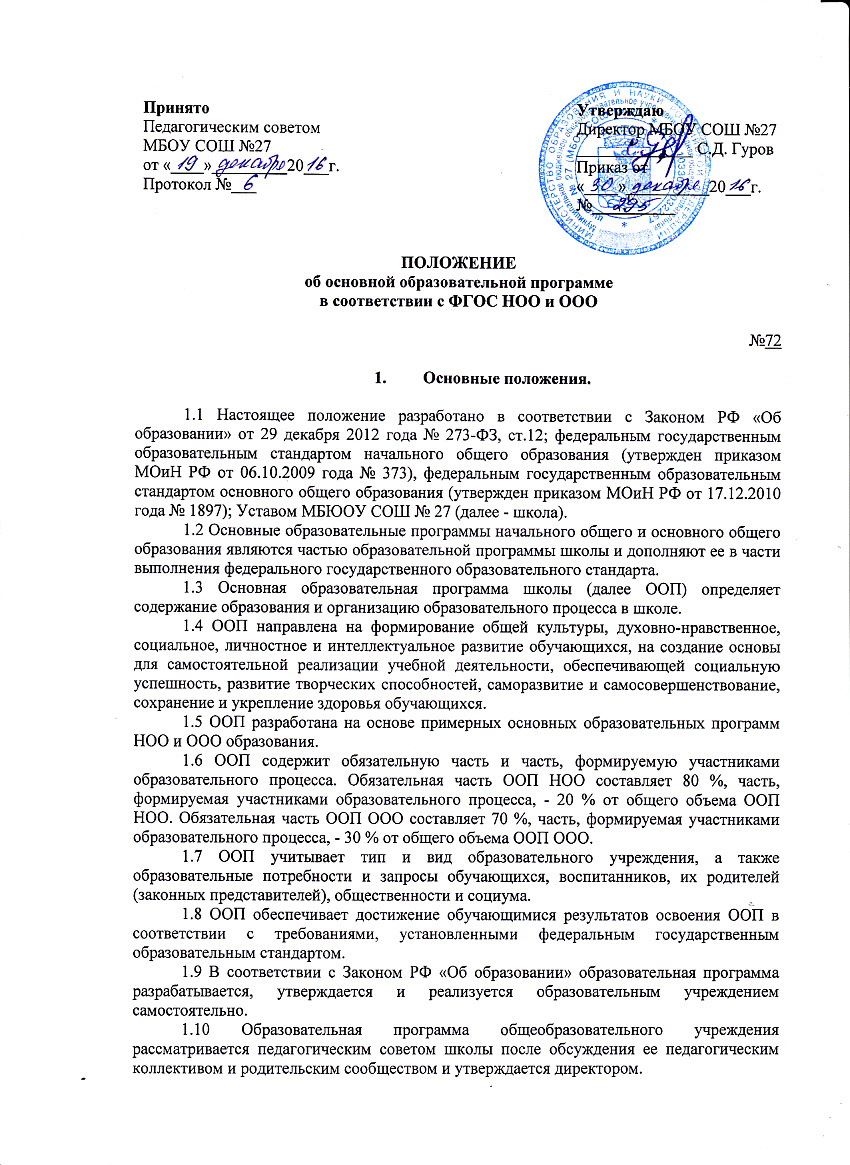 Принято
Педагогическим советом
МБОУ СОШ №27
от « 19 » декабря 2016 г.
Протокол № 6
Утверждаю
Директор МБОУ СОШ №27
С.Д. Гуров
Приказ от
« 30 » декабря 2016 г.
№ 295
ПОЛОЖЕНИЕ
об основной образовательной программе
в соответствии с ФГОС НОО и ООО
№72
1. Основные положения.
1.1 Настоящее положение разработано в соответствии с Законом РФ «Об
образовании» от 29 декабря 2012 года № 273-ФЗ, ст.12; федеральным государственным
образовательным стандартом начального общего образования (утвержден приказом
МОиН РФ от 06.10.2009 года № 373), федеральным государственным образовательным
стандартом основного общего образования (утвержден приказом МОиН РФ от 17.12.2010
года № 1897); Уставом МБЮОУ СОШ № 27 (далее - школа).
1.2 Основные образовательные программы начального общего и основного общего
образования являются частью образовательной программы школы и дополняют ее в части
выполнения федерального государственного образовательного стандарта.
1.3 Основная образовательная программа школы (далее ООП) определяет
содержание образования и организацию образовательного процесса в школе.
1.4 ООП направлена на формирование общей культуры, духовно-нравственное,
социальное, личностное и интеллектуальное развитие обучающихся, на создание основы
для самостоятельной реализации учебной деятельности, обеспечивающей социальную
успешность, развитие творческих способностей, саморазвитие и самосовершенствование,
сохранение и укрепление здоровья обучающихся.
1.5 ООП разработана на основе примерных основных образовательных программ
НОО и ООО образования.
1.6 ООП содержит обязательную часть и часть, формируемую участниками
образовательного процесса. Обязательная часть ООП НОО составляет 80 %, часть,
формируемая участниками образовательного процесса, - 20 % от общего объема ООП
НОО. Обязательная часть ООП ООО составляет 70 %, часть, формируемая участниками
образовательного процесса, - 30 % от общего объема ООП ООО.
1.7 ООП учитывает тип и вид образовательного учреждения, а также
образовательные потребности и запросы обучающихся, воспитанников, их родителей
(законных представителей), общественности и социума.
1.8 ООП обеспечивает достижение обучающимися результатов освоения ООП в
соответствии с требованиями, установленными федеральным государственным
образовательным стандартом.
1.9 В соответствии с Законом РФ «Об образовании» образовательная программа
разрабатывается, утверждается и реализуется образовательным учреждением
самостоятельно.
1.10 Образовательная программа общеобразовательного учреждения
рассматривается педагогическим советом школы после обсуждения ее педагогическим
коллективом и родительским сообществом и утверждается директором.